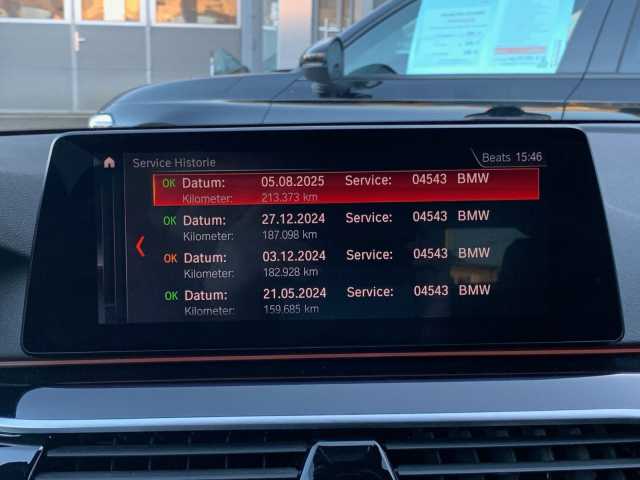 Service Historie
Beats 15:46
OK Datum: 05.08.2025 Service: 04543 BMW
Kilometer: 213.373 km
OK Datum: 27.12.2024 Service: 04543 BMW
Kilometer: 187.098 km
OK Datum: 03.12.2024 Service: 04543 BMW
Kilometer: 182.928 km
OK Datum: 21.05.2024 Service: 04543 BMW
Kilometer: 159.685 km